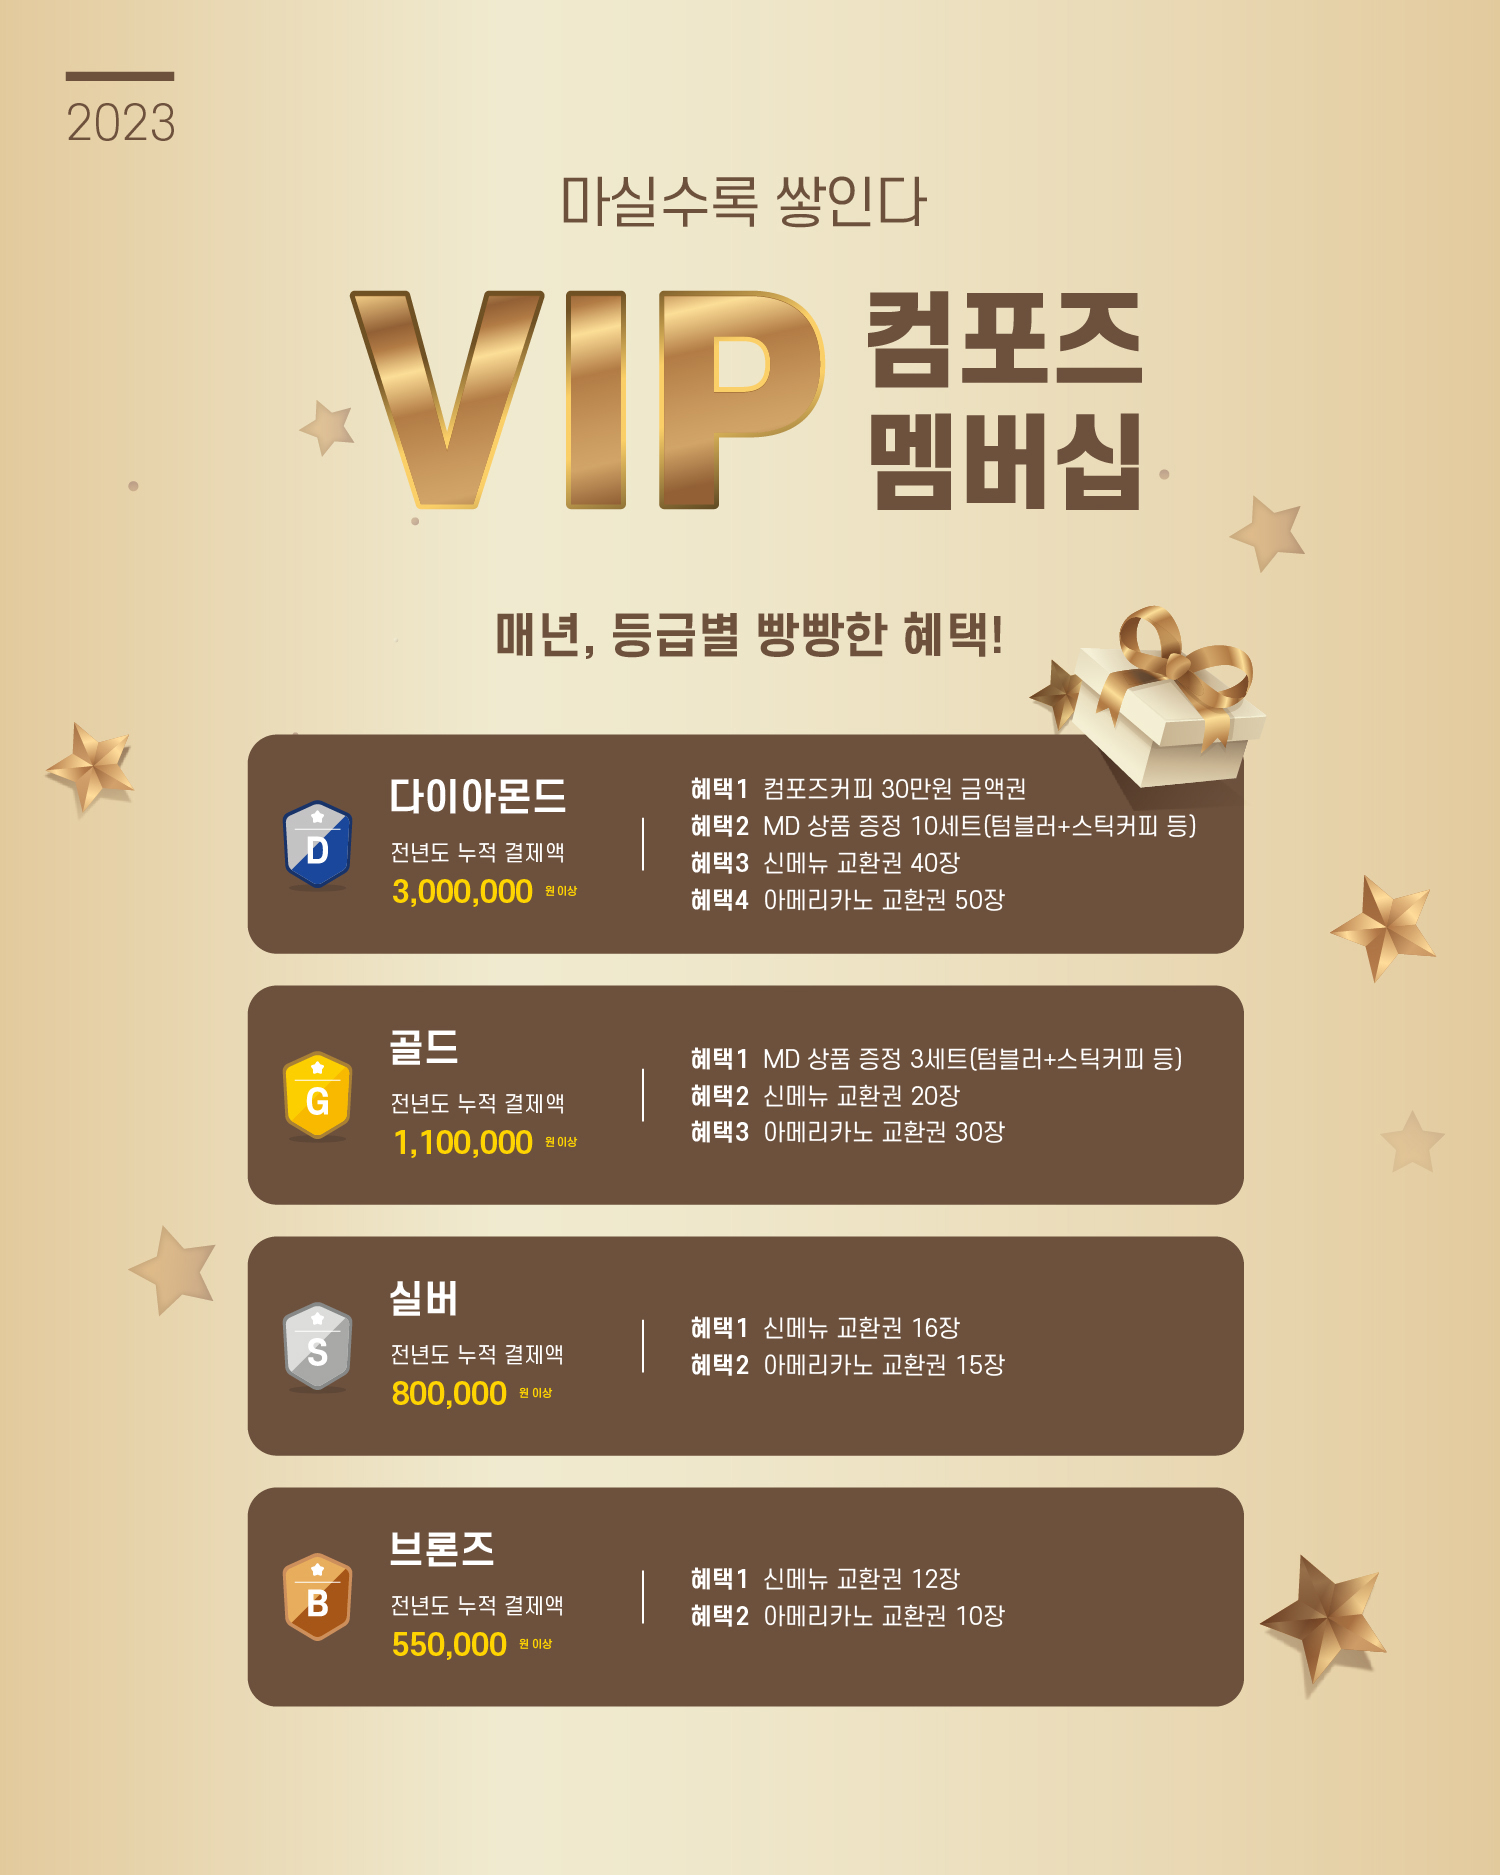 2023
마실수록 쌓인다
VIP 컴포즈
멤버십
매년, 등급별 빵빵한 혜택!
D
다이아몬드
전년도 누적 결제액
3,000,000 원 이상
혜택1 컴포즈커피 30만원 금액권
혜택2 MD 상품 증정 10세트(텀블러+스틱커피 등)
혜택3 신메뉴 교환권 40장
혜택4 아메리카노 교환권 50장
G
골드
전년도 누적 결제액
1,100,000 원 이상
혜택1 MD 상품 증정 3세트(텀블러+스틱커피 등)
혜택2 신메뉴 교환권 20장
혜택3 아메리카노 교환권 30장
S
실버
전년도 누적 결제액
800,000 원 이상
혜택1 신메뉴 교환권 16장
혜택2 아메리카노 교환권 15장
B
브론즈
전년도 누적 결제액
550,000 원 이상
혜택1 신메뉴 교환권 12장
혜택2 아메리카노 교환권 10장